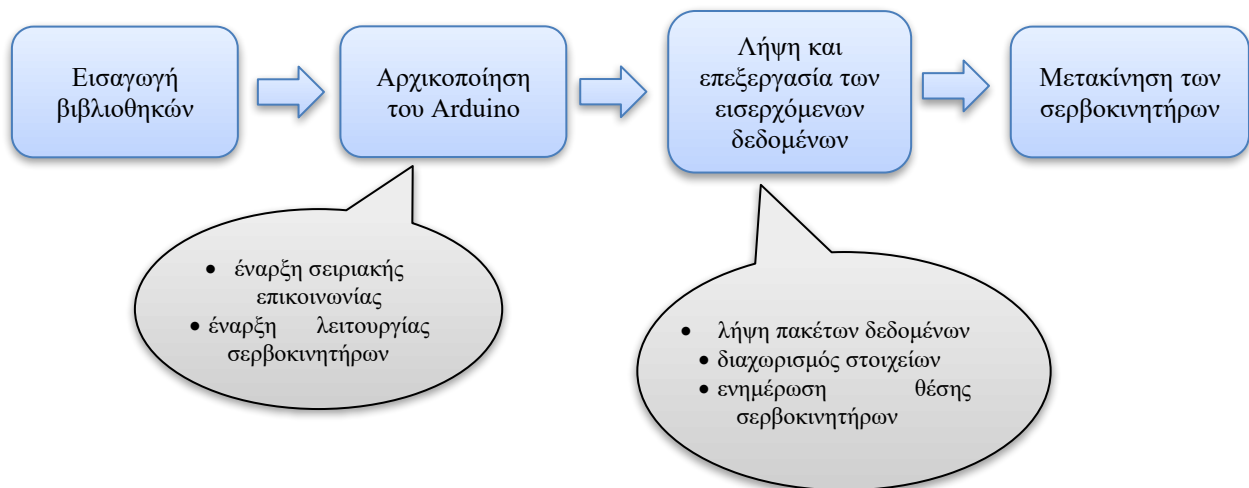 Εισαγωγή
βιβλιοθηκών
Αρχικοποίηση
του Arduino
Λήψη και
επεξεργασία των
εισερχόμενων
δεδομένων
Μετακίνηση των
σερβοκινητήρων
• έναρξη σειριακής
επικοινωνίας
• έναρξη λειτουργίας
σερβοκινητήρων
• λήψη πακέτων δεδομένων
• διαχωρισμός στοιχείων
• ενημέρωση θέσης
σερβοκινητήρων